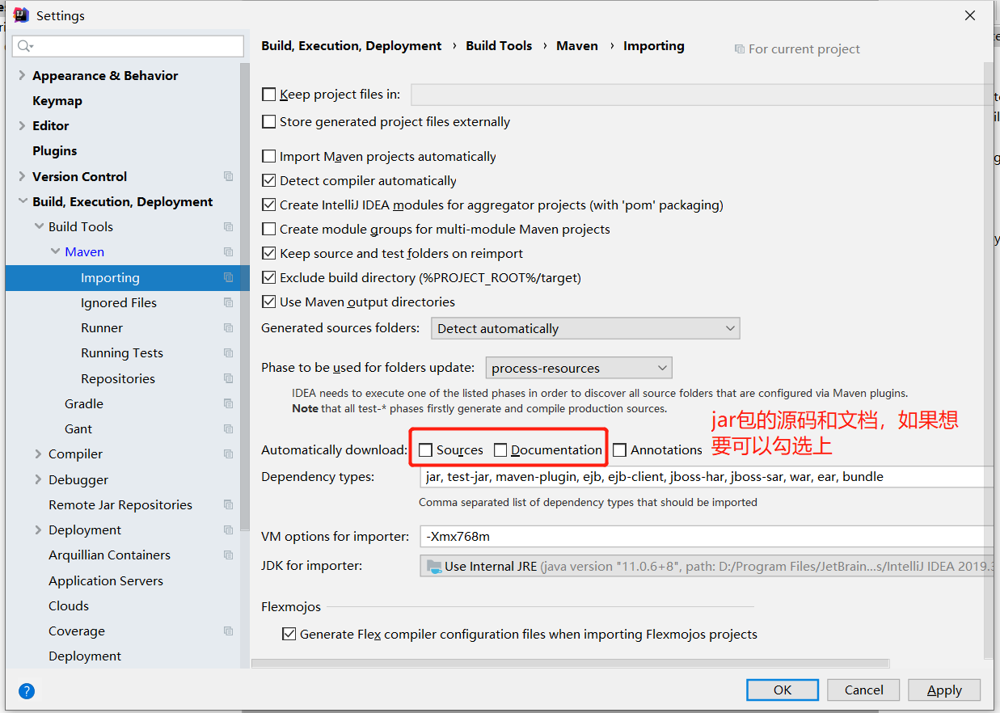 Settings
Build, Execution, Deployment › Build Tools › Maven › Importing
For current project
Appearance & Behavior
Keymap
Editor
Plugins
Version Control
Build, Execution, Deployment
Build Tools
Maven
Importing
Ignored Files
Runner
Running Tests
Repositories
Gradle
Gant
Compiler
Debugger
Remote Jar Repositories
Deployment
Arquillian Containers
Application Servers
Clouds
Coverage
Deployment
Keep project files in:
Store generated project files externally
Import Maven projects automatically
Detect compiler automatically
Create IntelliJ IDEA modules for aggregator projects (with 'pom' packaging)
Create module groups for multi-module Maven projects
Keep source and test folders on reimport
Exclude build directory (%PROJECT_ROOT%/target)
Use Maven output directories
Generated sources folders: Detect automatically
Phase to be used for folders update: process-resources
IDEA needs to execute one of the listed phases in order to discover all source folders that are configured via Maven plugins.
Note that all test-* phases firstly generate and compile production sources.
jar包的源码和文档，如果想
要可以勾选上
Automatically download: Sources Documentation Annotations
Dependency types: jar, test-jar, maven-plugin, ejb, ejb-client, jboss-har, jboss-sar, war, ear, bundle
Comma separated list of dependency types that should be imported
VM options for importer: -Xmx768m
JDK for importer: Use Internal JRE (java version "11.0.6+8", path: D:/Program Files/JetBrain...s/IntelliJ IDEA 2019.3
Flexmojos
Generate Flex compiler configuration files when importing Flexmojos projects
?
OK Cancel Apply